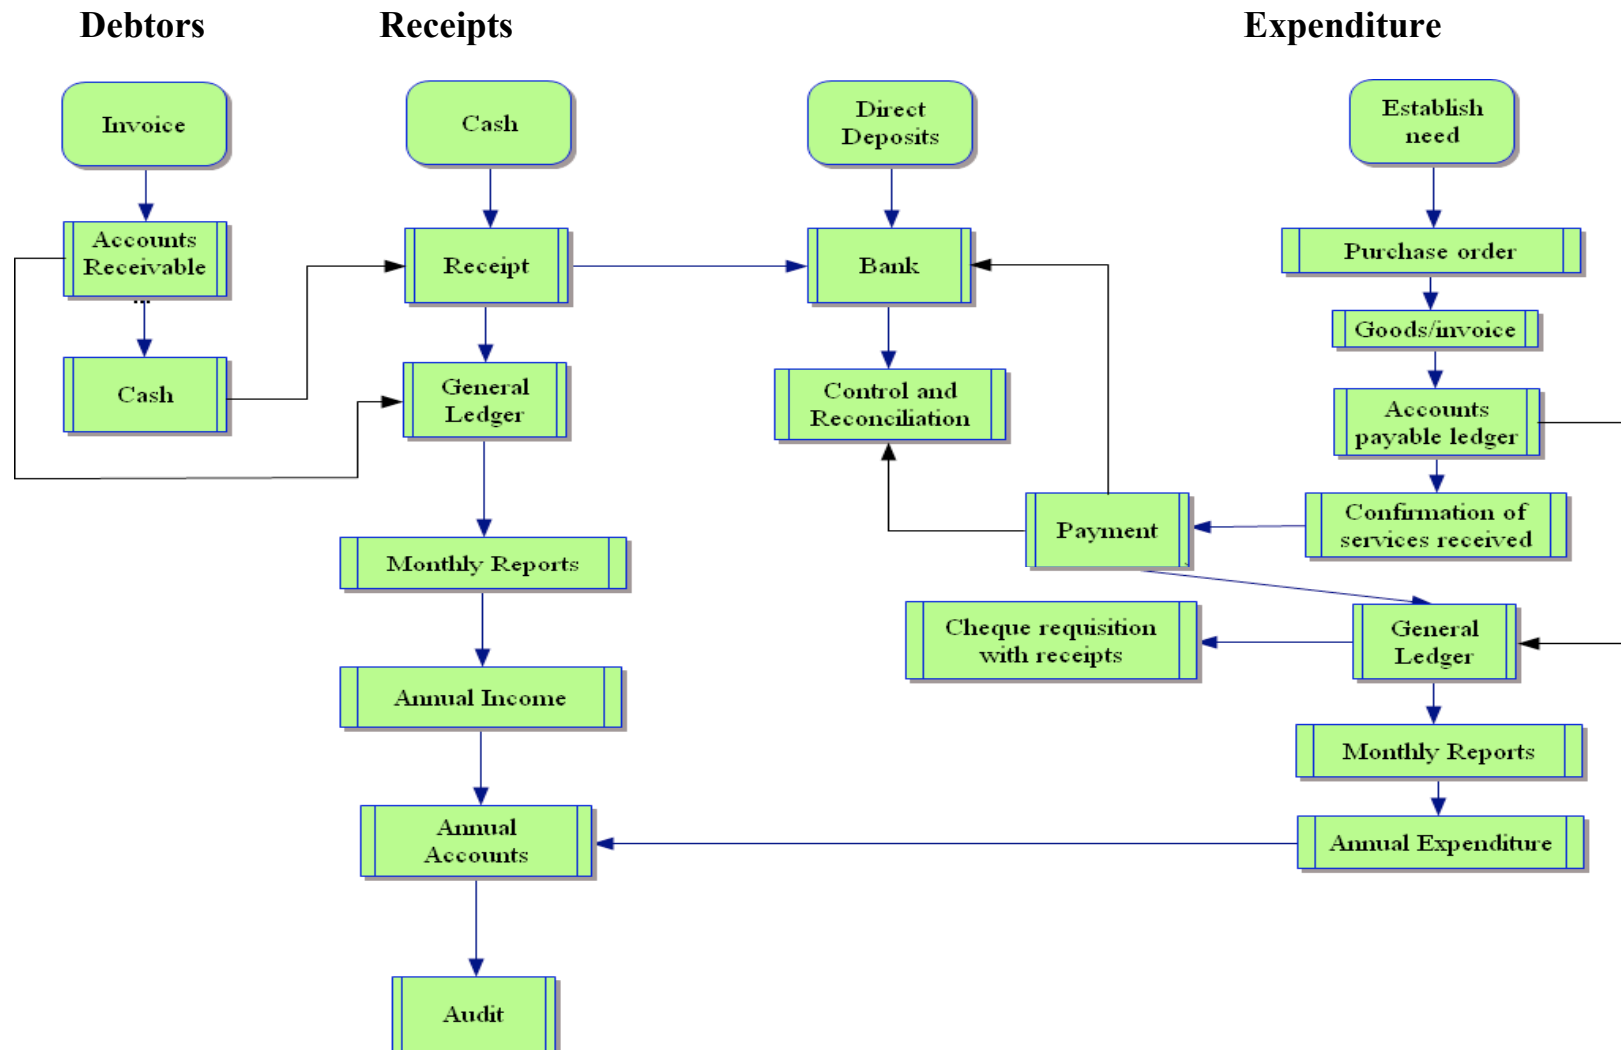 Debtors
Receipts
Expenditure
Invoice
Cash
Direct
Deposits
Establish
need
Accounts
Receivable
...
Receipt
Bank
Purchase order
Goods/invoice
Cash
General
Ledger
Control and
Reconciliation
Accounts
payable ledger
Payment
Confirmation of
services received
Monthly Reports
Cheque requisition
with receipts
General
Ledger
Annual Income
Monthly Reports
Annual
Accounts
Annual Expenditure
Audit